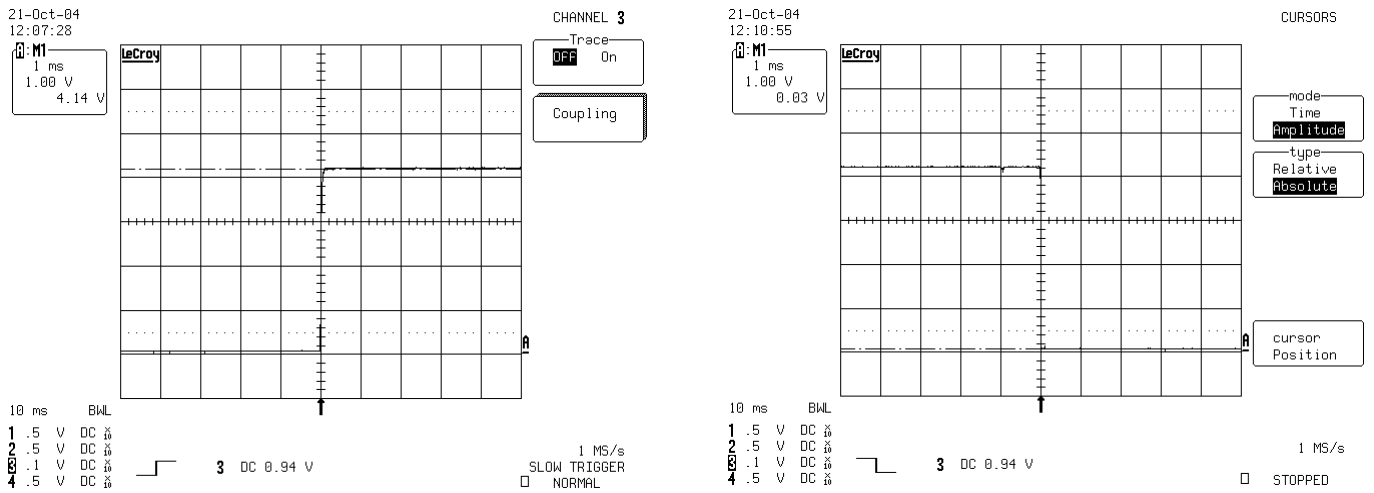 21-Oct-04
12:07:28
A:M1
1 ms
1.00 V
4.14 V
LeCroy
CHANNEL 3
Trace
OFF On
Coupling
A
10 ms BWL
1 .5 V DC X10
2 .5 V DC X10
3 .1 V DC X10
4 .5 V DC X10
3 DC 0.94 V
1 MS/s
SLOW TRIGGER
NORMAL
21-Oct-04
12:10:55
A:M1
1 ms
1.00 V
0.03 V
LeCroy
CURSORS
mode
Time
Amplitude
type
Relative
Absolute
A
cursor
Position
10 ms BWL
1 .5 V DC X10
2 .5 V DC X10
3 .1 V DC X10
4 .5 V DC X10
3 DC 0.94 V
1 MS/s
STOPPED